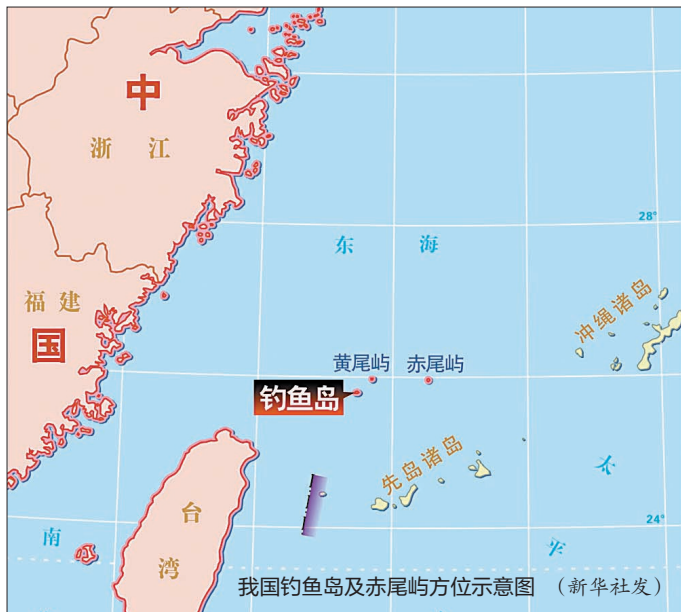 中
浙 江
28°
东 海
福 建
冲绳诸岛
国
黄尾屿 赤尾屿
钓鱼岛
先岛诸岛
太
台
南
24°
湾
我国钓鱼岛及赤尾屿方位示意图 (新华社发)